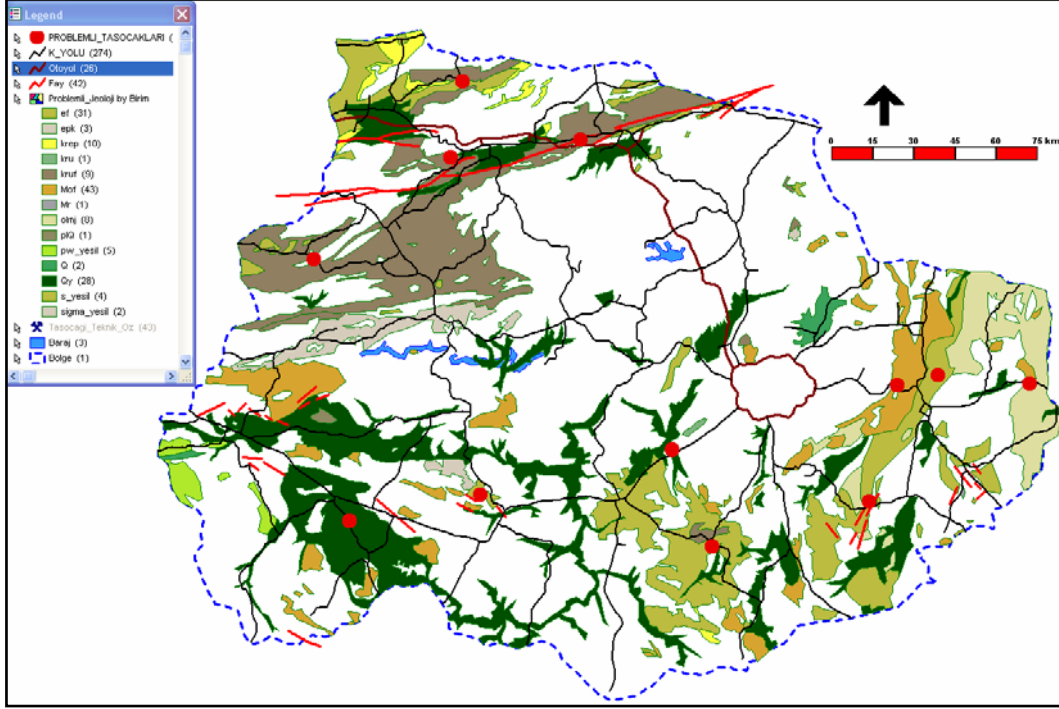 Legend
PROBLEMLI_TASOCAKLARI (
K_YOLU (274)
Otoyol (26)
Fay (42)
Problemli_Jeoloji by Birim
ef (31)
epk (3)
krep (10)
kru (1)
kruf (9)
Mof (43)
Mr (1)
olmj (8)
plQ (1)
pw_yesil (5)
Q (2)
Qy (28)
s_yesil (4)
sigma_yesil (2)
Tasocagi_Teknik_Oz (43)
Baraj (3)
Bolge (1)
0 15 30 45 60 75 km